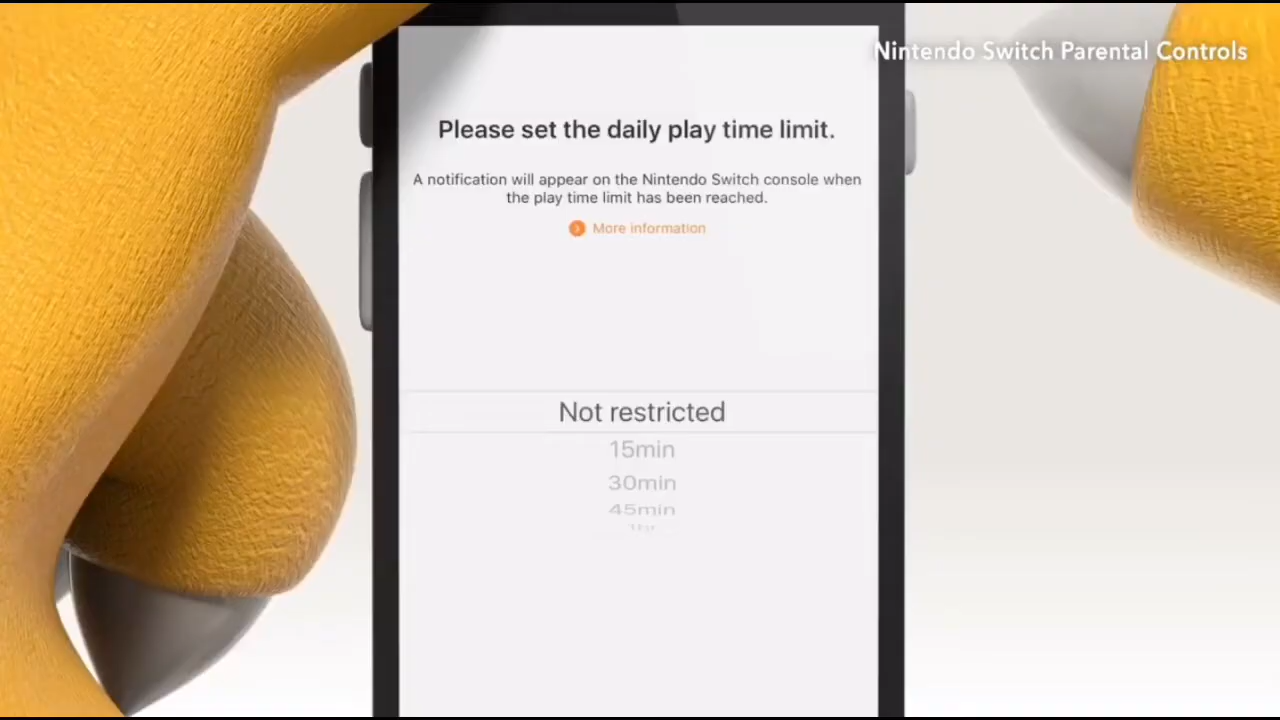 Nintendo Switch Parental Controls
Please set the daily play time limit.
A notification will appear on the Nintendo Switch console when
the play time limit has been reached.
More information
Not restricted
15min
30min
45min
1hr